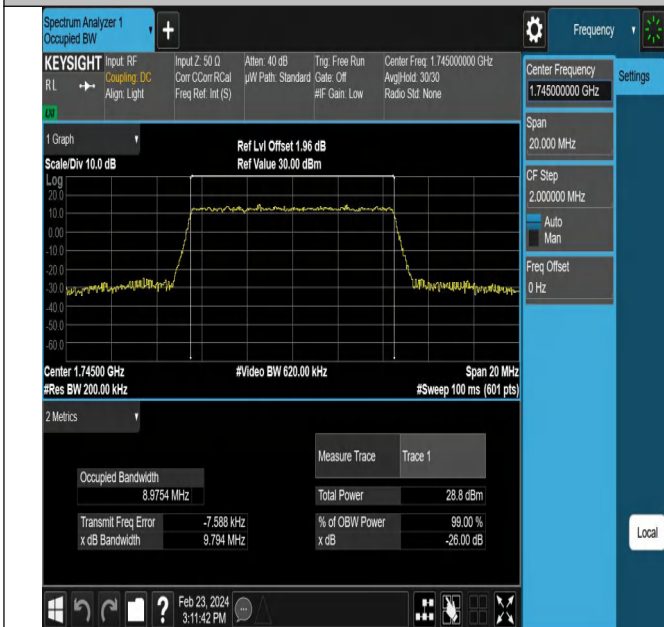 Spectrum Analyzer 1
Occupied BW
Frequency
KEYSIGHT
RL
Input: RF
Coupling: DC
Align: Light
Input Z: 50 Ω
Corr CCorr RCal
Freq Ref: Int (S)
Atten: 40 dB
µW Path: Standard
Trig: Free Run
Gate: Off
#IF Gain: Low
Center Freq: 1.745000000 GHz
Avg|Hold: 30/30
Radio Std: None
1 Graph
Scale/Div 10.0 dB
Ref Lvl Offset 1.96 dB
Ref Value 30.00 dBm
Log
20.0
10.0
0.00
-10.0
-20.0
-30.0
-40.0
-50.0
-60.0
Center 1.74500 GHz
#Video BW 620.00 kHz
Span 20 MHz
#Res BW 200.00 kHz
#Sweep 100 ms (601 pts)
2 Metrics
Measure Trace Trace 1
Occupied Bandwidth
8.9754 MHz
Total Power 28.8 dBm
Transmit Freq Error -7.588 kHz
% of OBW Power 99.00 %
x dB Bandwidth 9.794 MHz
x dB -26.00 dB
Feb 23, 2024
3:11:42 PM
Center Frequency
1.745000000 GHz
Settings
Span
20.000 MHz
CF Step
2.000000 MHz
Auto
Man
Freq Offset
0 Hz
Local